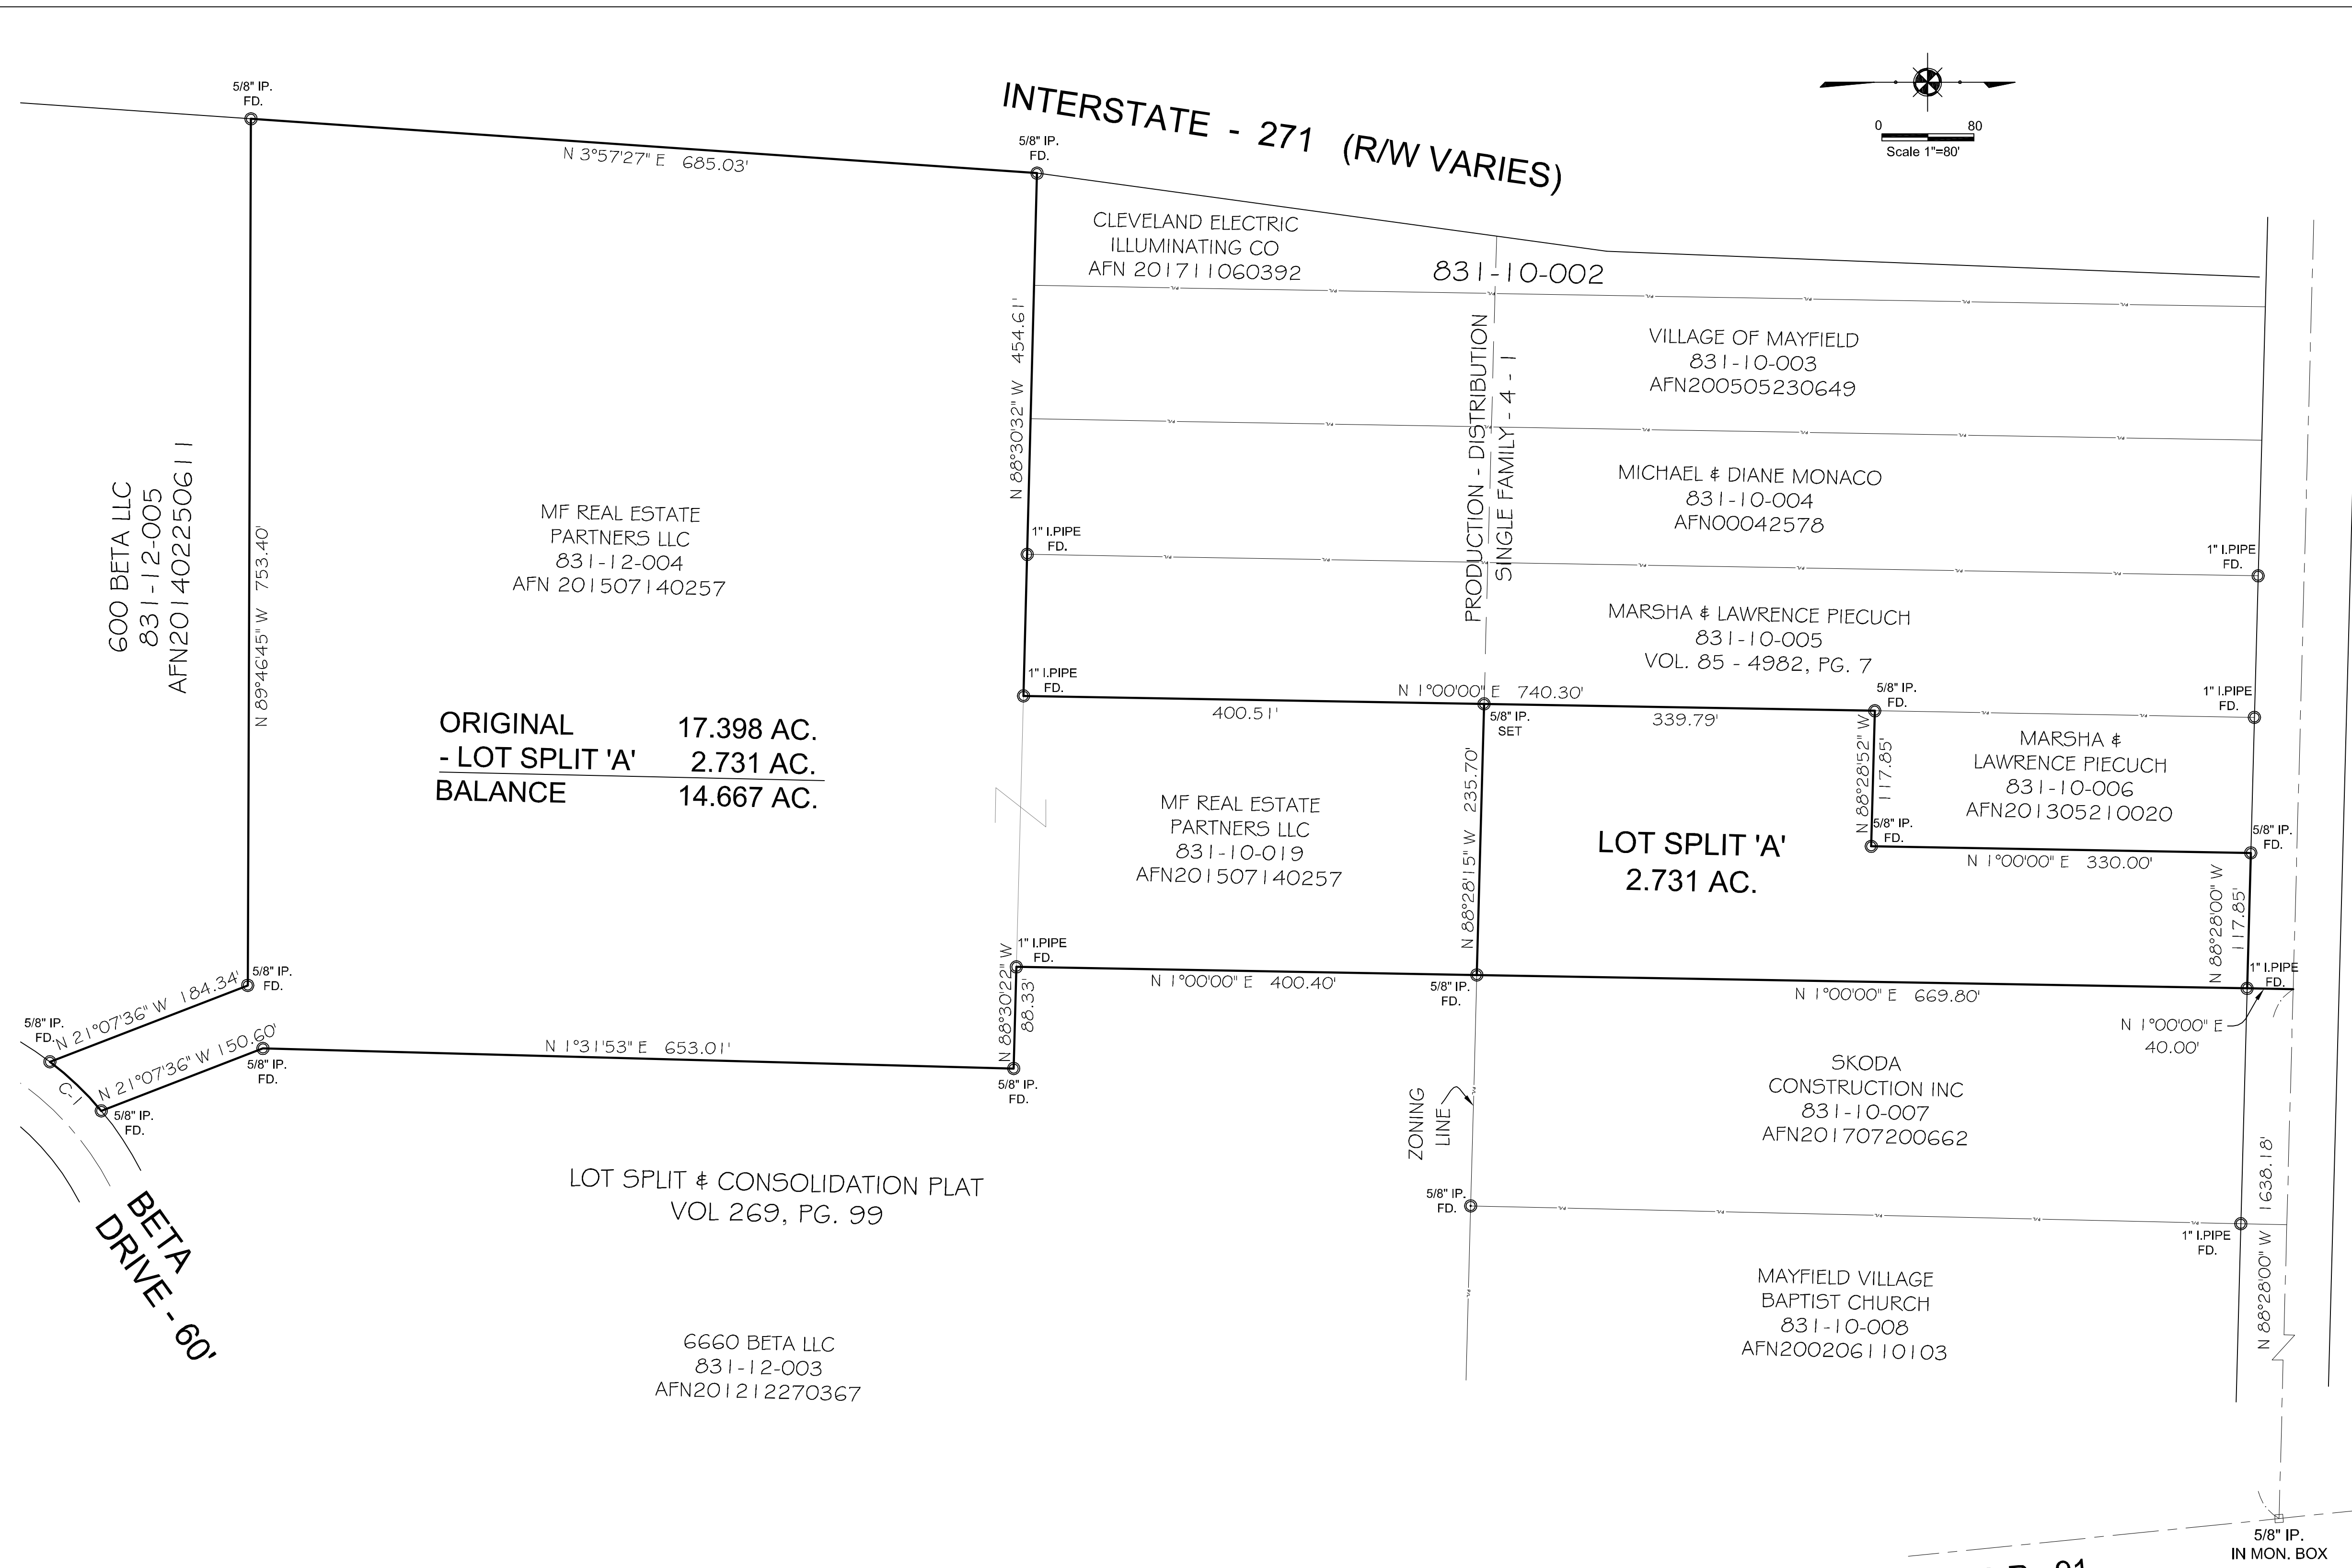 5/8" IP.
FD.
N 3°57'27" E 685.03'
INTERSTATE - 271 (R/W VARIES)
5/8" IP.
FD.
0 80
Scale 1"=80'
CLEVELAND ELECTRIC
ILLUMINATING CO
AFN 201711060392
831-10-002
VILLAGE OF MAYFIELD
831-10-003
AFN200505230649
PRODUCTION - DISTRIBUTION
SINGLE FAMILY - 4 - 1
MICHAEL & DIANE MONACO
831-10-004
AFN00042578
N 88°30'32" W 454.61'
600 BETA LLC
831-12-005
AFN201402250611
N 89°46'45" W 753.40'
MF REAL ESTATE
PARTNERS LLC
831-12-004
AFN 201507140257
1" I.PIPE
FD.
1" I.PIPE
FD.
MARSHA & LAWRENCE PIECUCH
831-10-005
VOL. 85 - 4982, PG. 7
1" I.PIPE
FD.
N 1°00'00" E 740.30'
400.51'
5/8" IP.
SET
339.79'
5/8" IP.
FD.
1" I.PIPE
FD.
ORIGINAL 17.398 AC.
- LOT SPLIT 'A' 2.731 AC.
BALANCE 14.667 AC.
N 88°28'52" W
117.85'
MARSHA &
LAWRENCE PIECUCH
831-10-006
AFN201305210020
MF REAL ESTATE
PARTNERS LLC
831-10-019
AFN201507140257
N 88°28'15" W 235.70'
LOT SPLIT 'A'
2.731 AC.
5/8" IP.
FD.
5/8" IP.
FD.
N 1°00'00" E 330.00'
N 88°28'00" W
117.85'
1" I.PIPE
FD.
N 1°00'00" E 400.40'
5/8" IP.
FD.
N 1°00'00" E 669.80'
1" I.PIPE
FD.
N 1°00'00" E
40.00'
N 88°30'22" W
88.33'
5/8" IP.
FD.
N 21°07'36" W 184.34'
5/8" IP.
FD.
N 21°07'36" W 150.60'
5/8" IP.
FD.
C-1
5/8" IP.
FD.
N 1°31'53" E 653.01'
5/8" IP.
FD.
ZONING
LINE
SKODA
CONSTRUCTION INC
831-10-007
AFN201707200662
LOT SPLIT & CONSOLIDATION PLAT
VOL 269, PG. 99
BETA
DRIVE - 60'
5/8" IP.
FD.
1" I.PIPE
FD.
N 88°28'00" W 1638.18'
MAYFIELD VILLAGE
BAPTIST CHURCH
831-10-008
AFN200206110103
6660 BETA LLC
831-12-003
AFN201212270367
5/8" IP.
IN MON. BOX